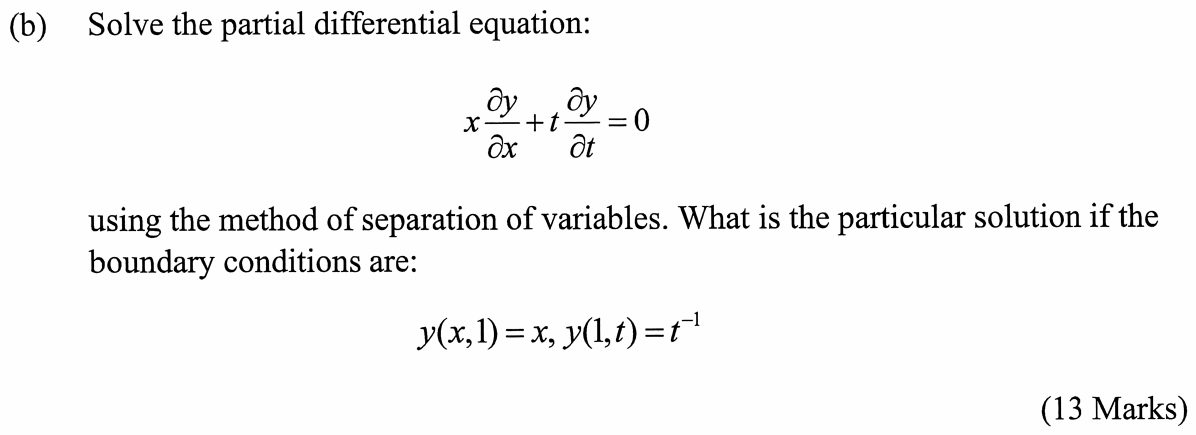 (b) Solve the partial differential equation:
x ∂y/∂x + t ∂y/∂t = 0
using the method of separation of variables. What is the particular solution if the
boundary conditions are:
y(x,1) = x, y(1,t) = t⁻¹
(13 Marks)